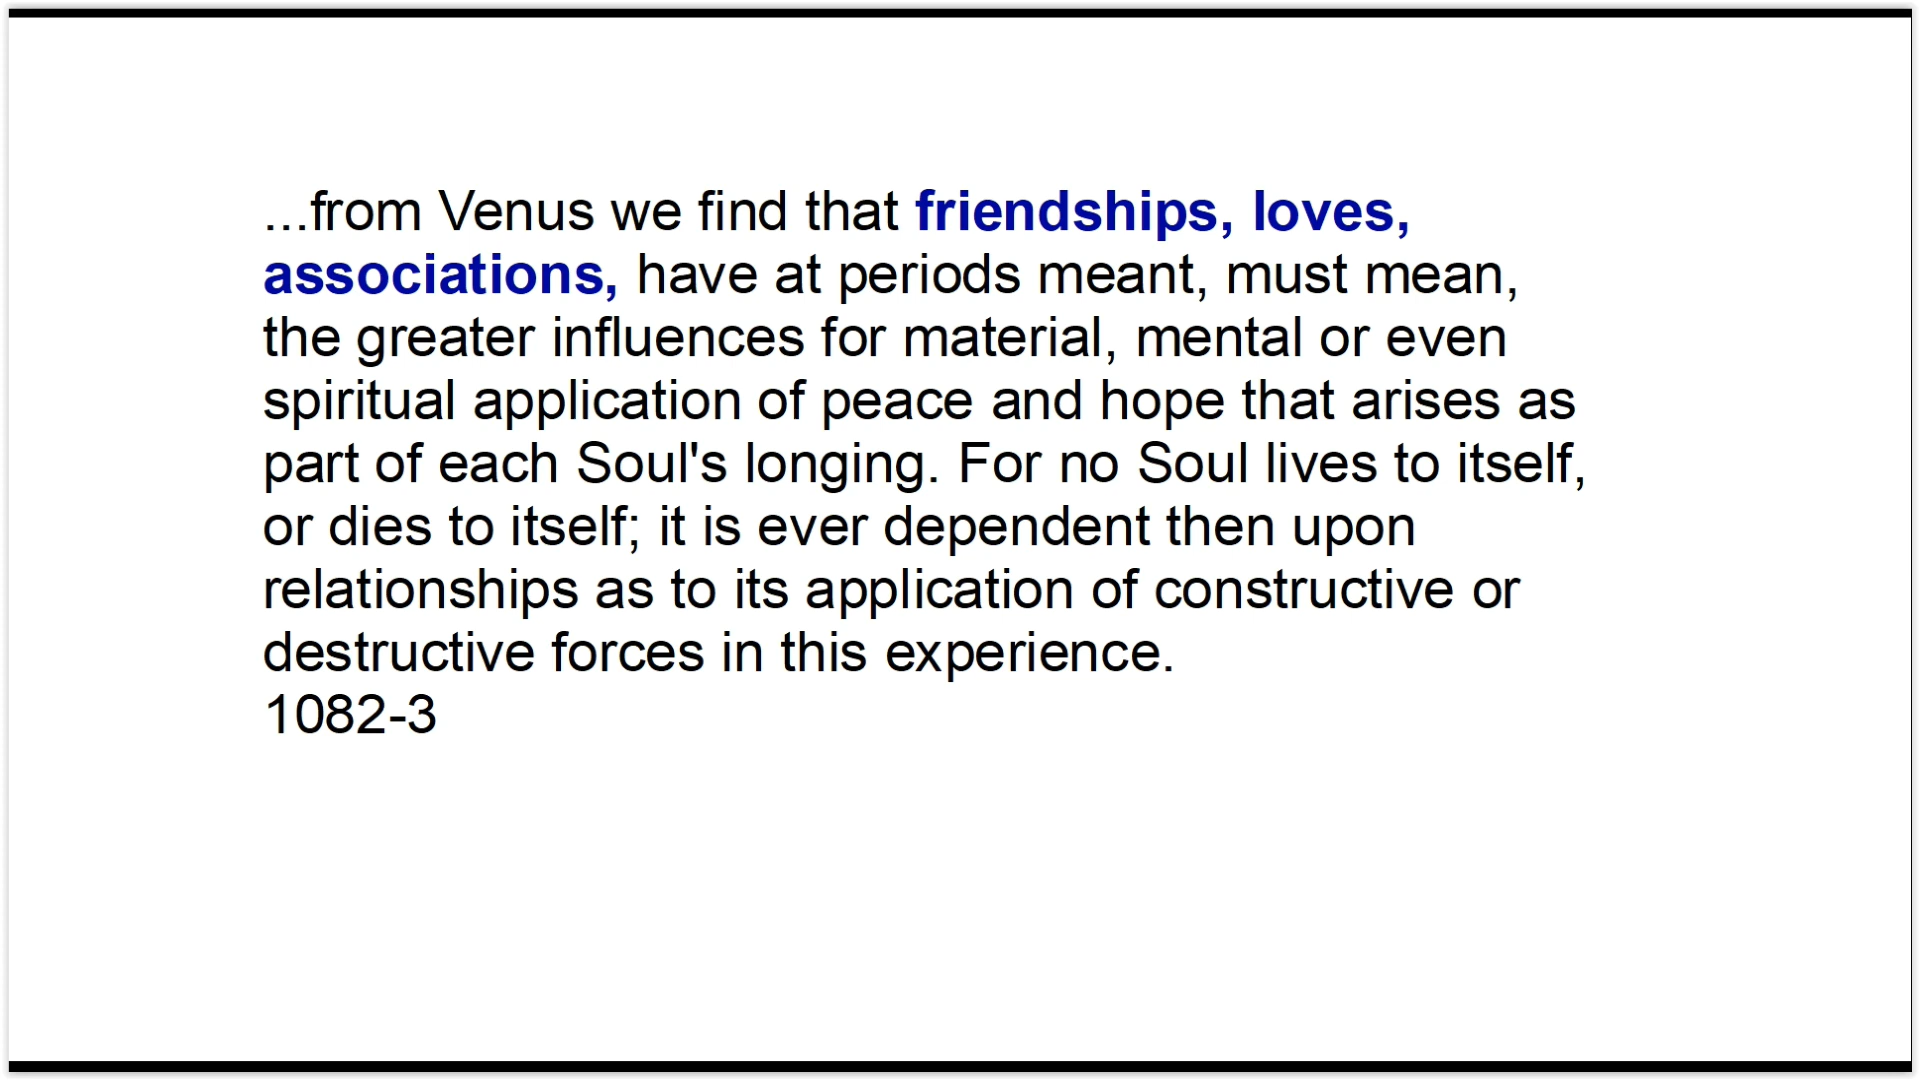 ...from Venus we find that friendships, loves,
associations, have at periods meant, must mean,
the greater influences for material, mental or even
spiritual application of peace and hope that arises as
part of each Soul's longing. For no Soul lives to itself,
or dies to itself; it is ever dependent then upon
relationships as to its application of constructive or
destructive forces in this experience.
1082-3